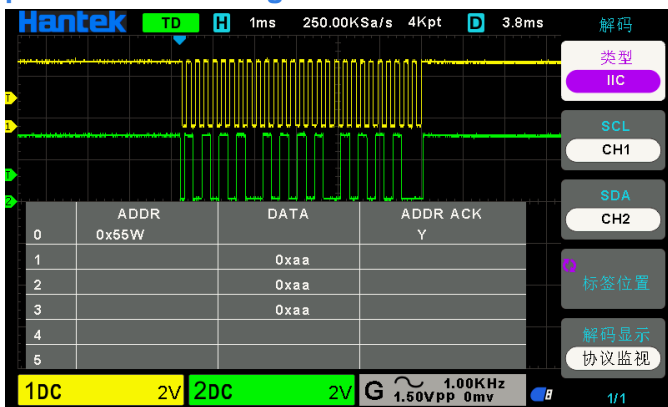 Hantek TD H 1ms 250.00KSa/s 4Kpt D 3.8ms 解码
类型
IIC
SCL
CH1
SDA
CH2
G
标签位置
解码显示
协议监视
T
1
T
2
ADDR DATA ADDR ACK
0 0x55W Y
1 0xaa
2 0xaa
3 0xaa
4
5
1DC 2V 2DC 2V G 1.00KHz
1.50Vpp 0mv
1/1